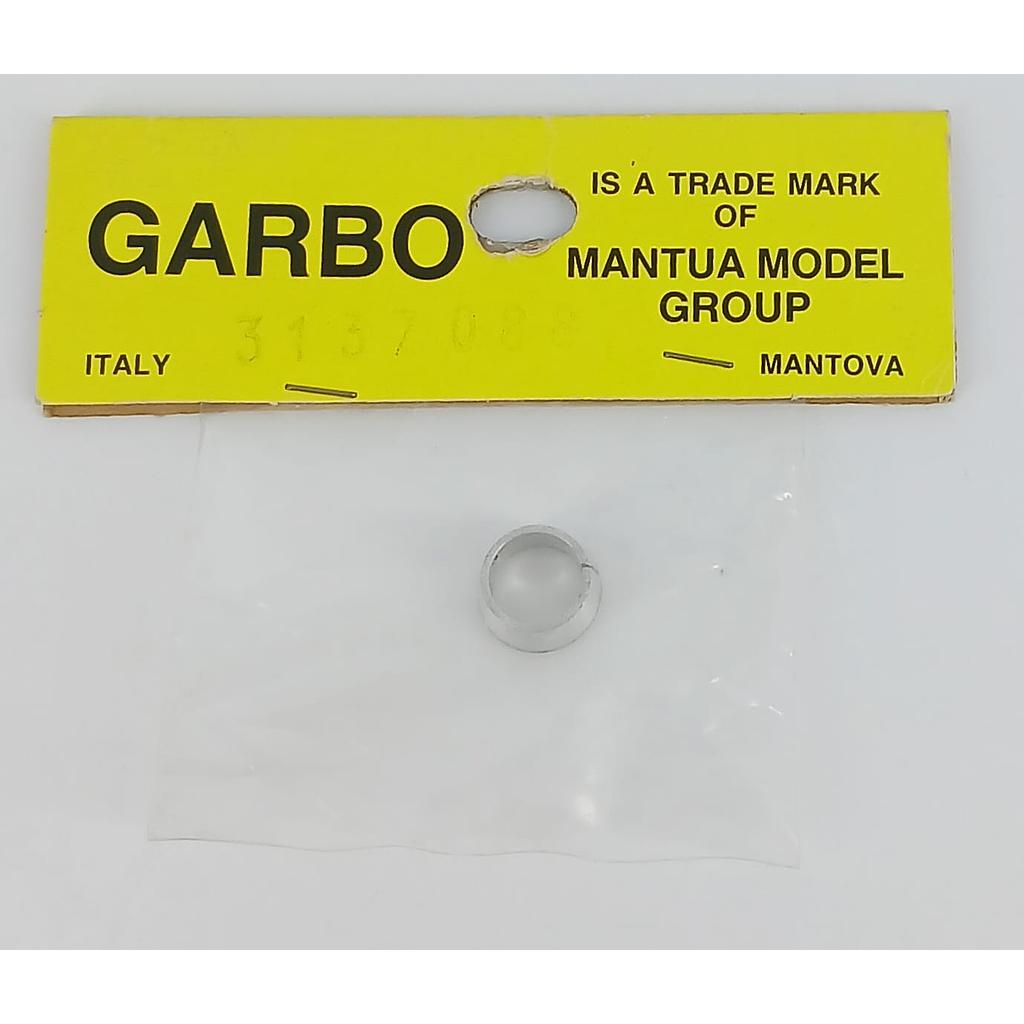 GARBO
IS A TRADE MARK
OF
MANTUA MODEL
GROUP
3137088
ITALY
MANTOVA